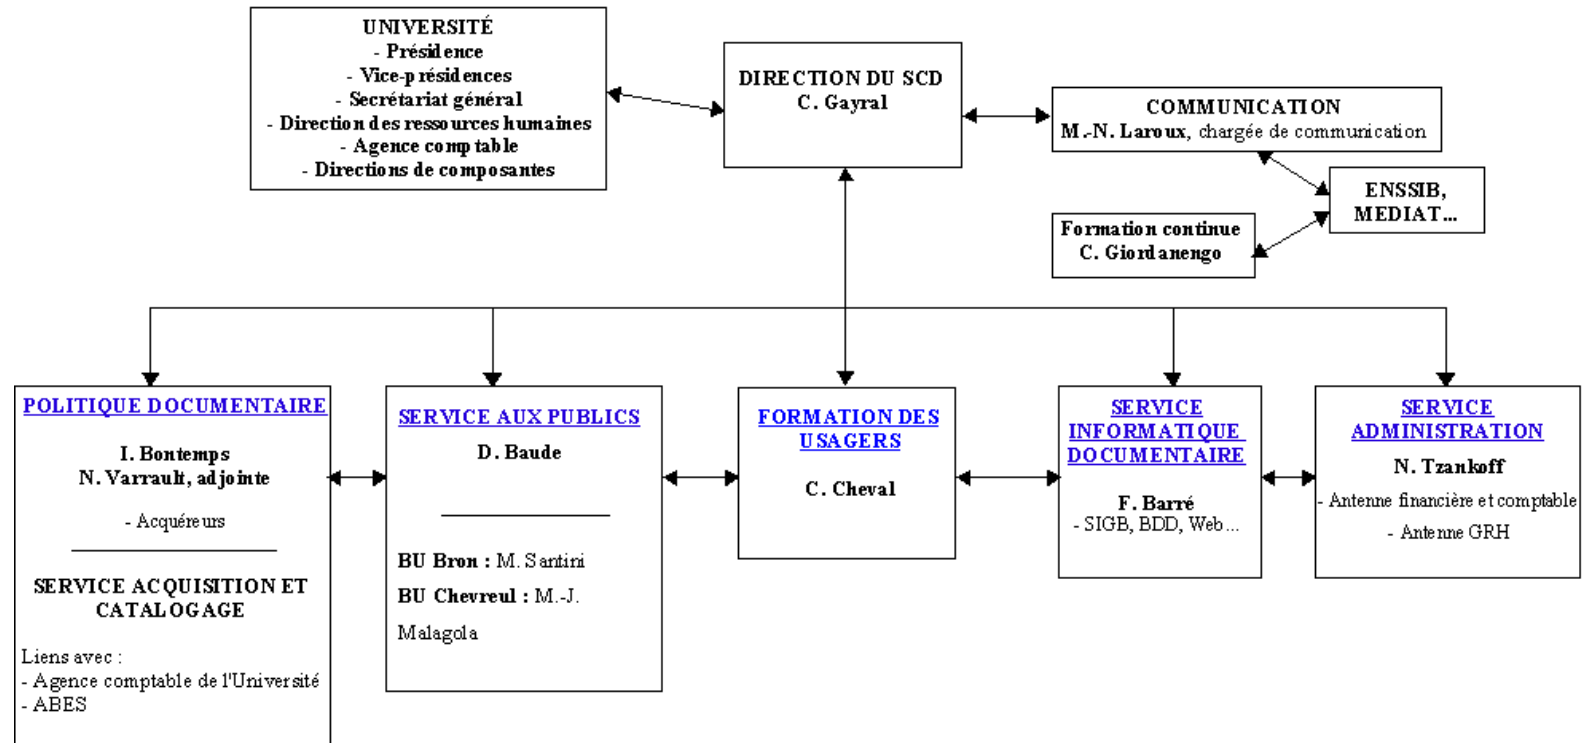 UNIVERSITÉ
- Présidence
- Vice-présidences
- Secrétariat général
- Direction des ressources humaines
- Agence comptable
- Directions de composantes
DIRECTION DU SCD
C. Gayral
COMMUNICATION
M.-N. Laroux, chargée de communication
ENSSIB,
MEDIAT...
Formation continue
C. Giordanengo
POLITIQUE DOCUMENTAIRE
I. Bontemps
N. Varrault, adjointe
- Acquéreurs
SERVICE ACQUISITION ET
CATALOGAGE
Liens avec :
- Agence comptable de l'Université
- ABES
SERVICE AUX PUBLICS
D. Baude
BU Bron : M. Santini
BU Chevreul : M.-J.
Malagola
FORMATION DES
USAGERS
C. Cheval
SERVICE
INFORMATIQUE
DOCUMENTAIRE
F. Barré
- SIGB, BDD, Web...
SERVICE
ADMINISTRATION
N. Tzankoff
- Antenne financière et comptable
- Antenne GRH